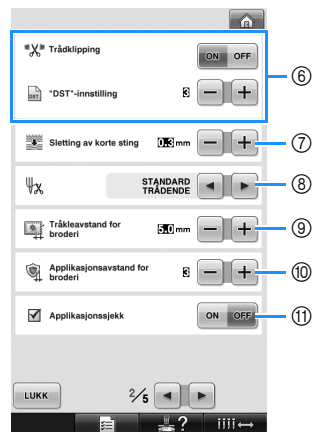 Trådklipping
ON OFF
⑥
DST
"DST"-innstilling
3
Sletting av korte sting
0.3 mm
⑦
STANDARD
TRÅDENDE
⑧
Tråkleavstand for
broderi
5.0 mm
⑨
Applikasjonsavstand for
broderi
3
⑩
Applikasjonssjekk
ON OFF
⑪
LUKK
2/5
?